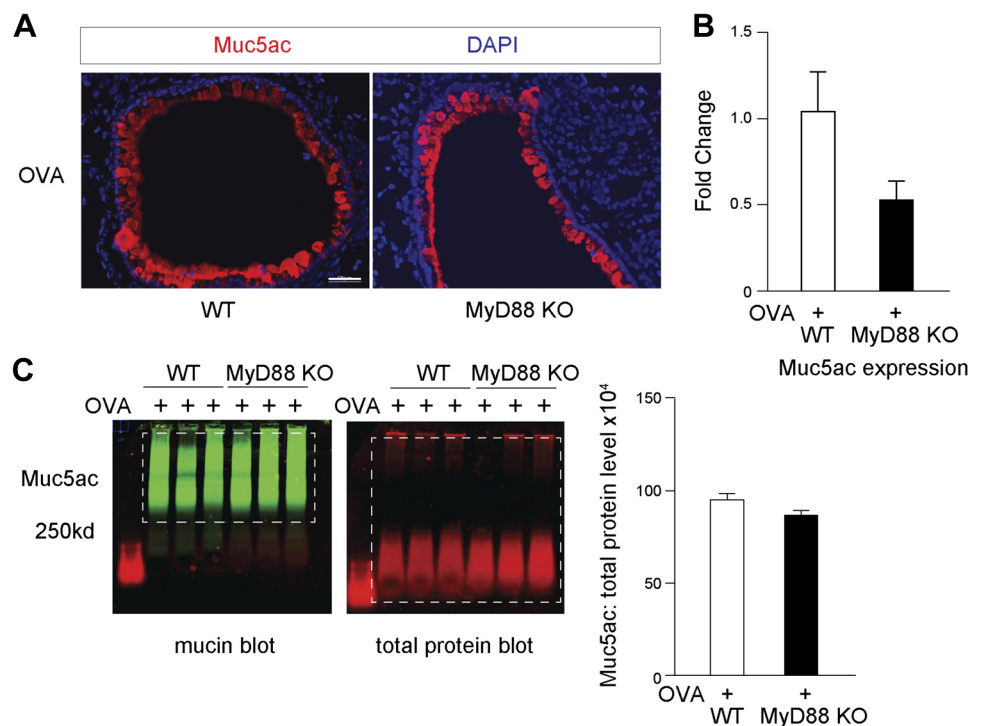 A
Muc5ac DAPI
OVA
WT MyD88 KO
B
Fold Change
1.5
1.0
0.5
0
OVA + +
WT MyD88 KO
Muc5ac expression
C
WT MyD88 KO
OVA + + + + + +
Muc5ac
250kd
mucin blot
WT MyD88 KO
OVA + + + + + +
total protein blot
Muc5ac: total protein level x10⁴
150
100
50
0
OVA + +
WT MyD88 KO